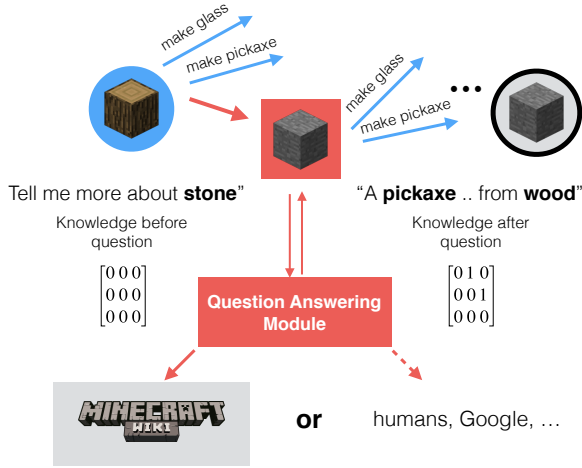 make glass
make pickaxe
make glass
make pickaxe
...
Tell me more about stone”
“A pickaxe .. from wood”
Knowledge before
question
Knowledge after
question
[0 0 0
0 0 0
0 0 0]
[0 1 0
0 0 1
0 0 0]
Question Answering
Module
MINECRAFT
WIKI
or
humans, Google, …